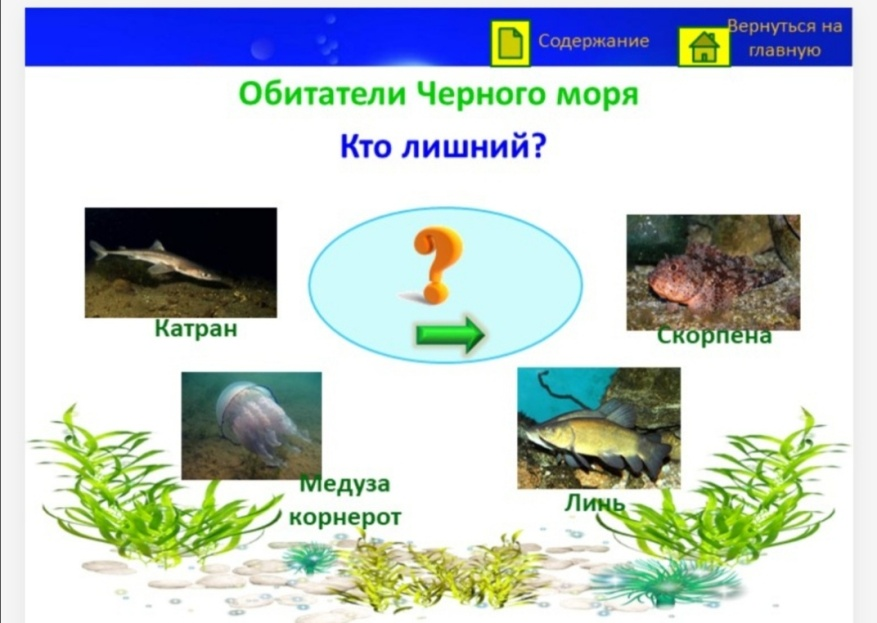 Содержание
Вернуться на
главную
Обитатели Черного моря
Кто лишний?
?
Катран
Скорпена
Медуза
корнерот
Линь